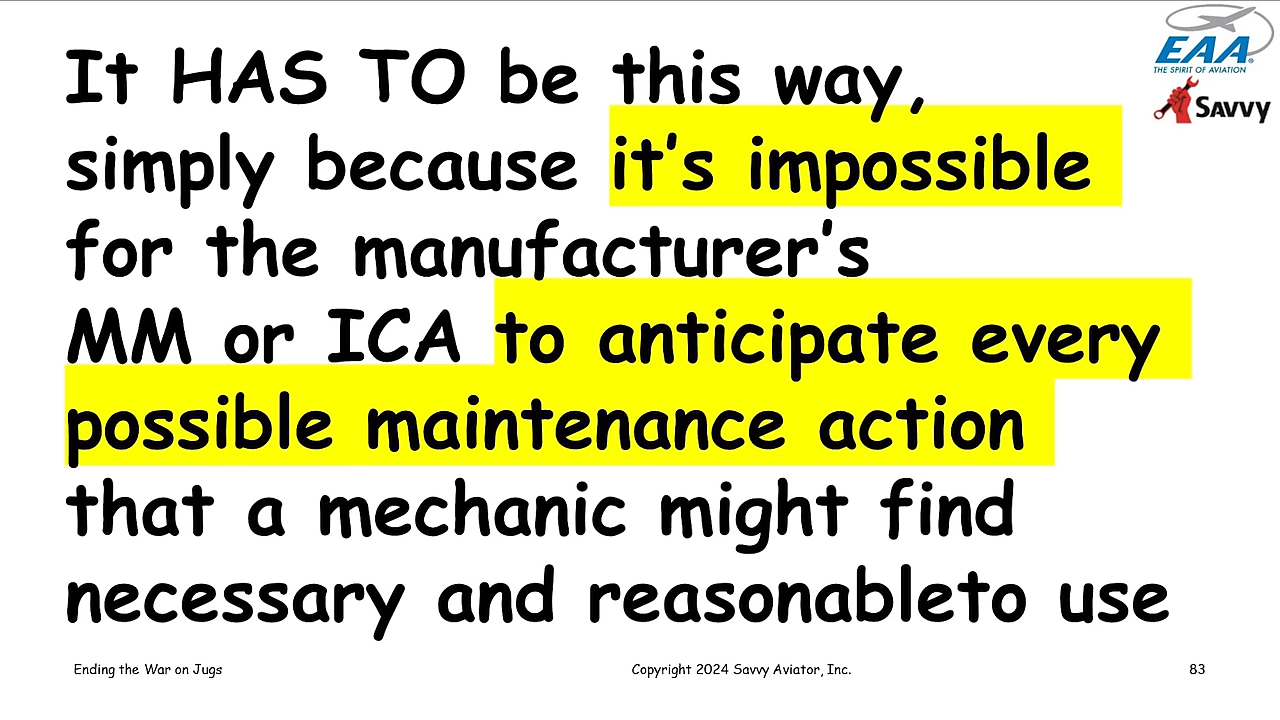 EAA
THE SPIRIT OF AVIATION
SAVVY
It HAS TO be this way,
simply because it’s impossible
for the manufacturer’s
MM or ICA to anticipate every
possible maintenance action
that a mechanic might find
necessary and reasonableto use
Ending the War on Jugs
Copyright 2024 Savvy Aviator, Inc.
83